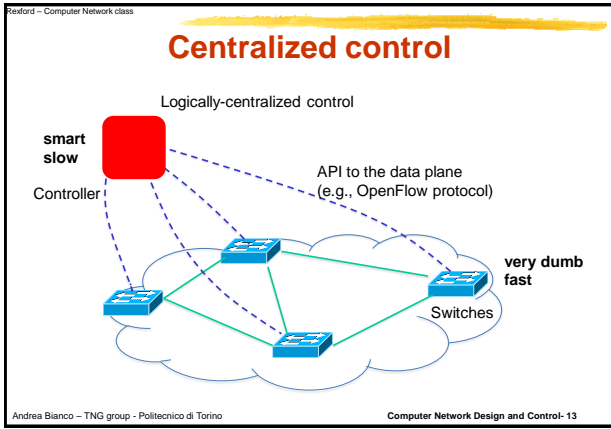 Rexford – Computer Network class
Centralized control
Logically-centralized control
smart
slow
Controller
API to the data plane
(e.g., OpenFlow protocol)
very dumb
fast
Switches
Andrea Bianco – TNG group - Politecnico di Torino
Computer Network Design and Control- 13